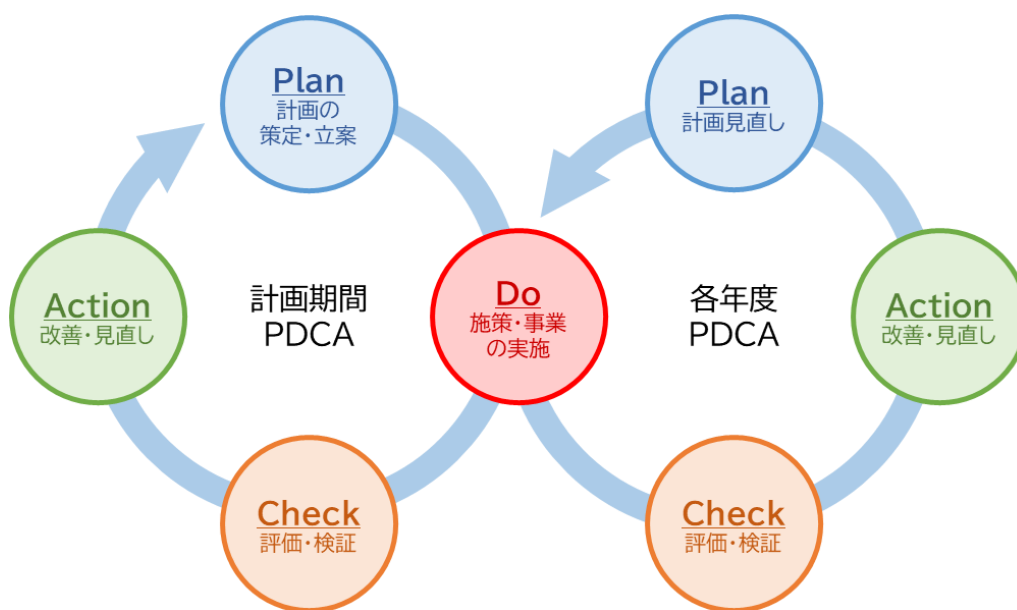 Plan
計画の
策定・立案
Plan
計画見直し
Action
改善・見直し
計画期間
PDCA
Do
施策・事業
の実施
各年度
PDCA
Action
改善・見直し
Check
評価・検証
Check
評価・検証